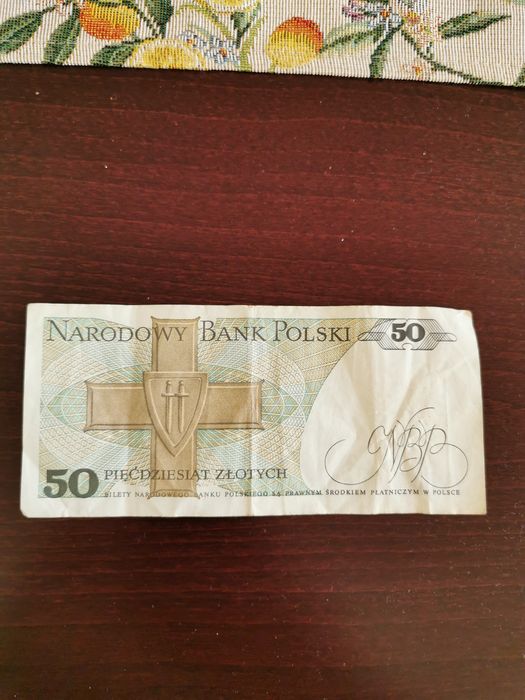 NARODOWY BANK POLSKI 50
NBP
50 PIĘĆDZIESIĄT ZŁOTYCH
BILETY NARODOWEGO BANKU POLSKIEGO SĄ PRAWNYM ŚRODKIEM PŁATNICZYM W POLSCE